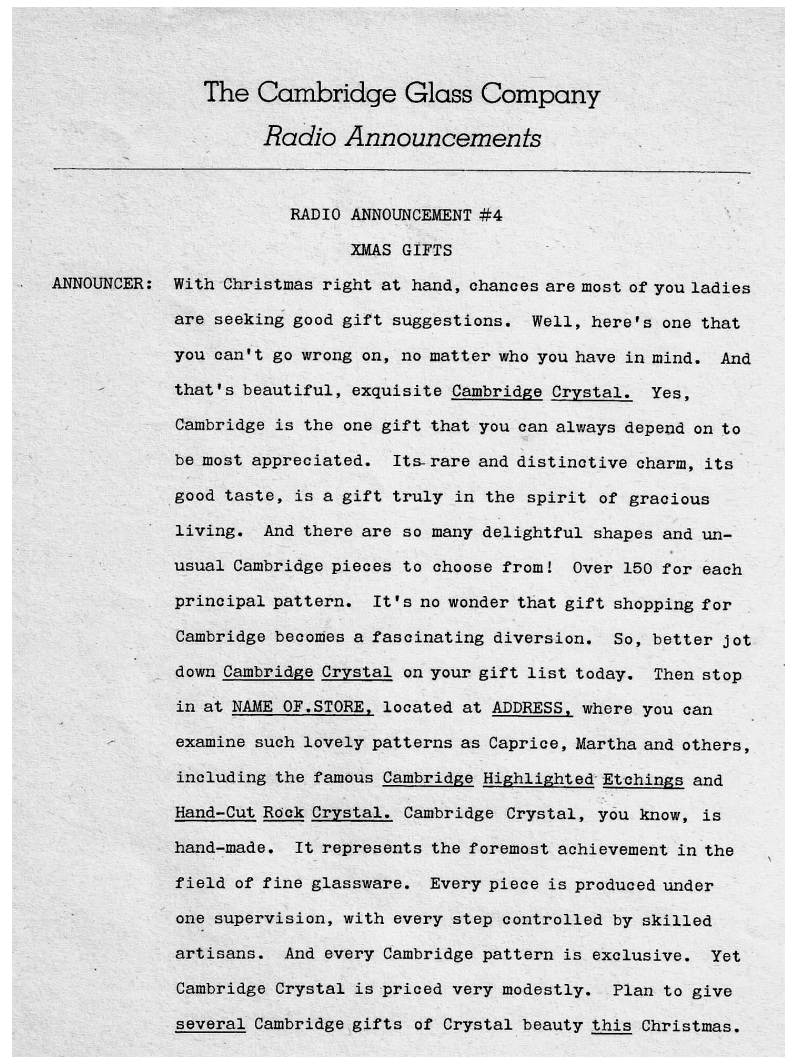 The Cambridge Glass Company
Radio Announcements
RADIO ANNOUNCEMENT #4
XMAS GIFTS
ANNOUNCER: With Christmas right at hand, chances are most of you ladies
are seeking good gift suggestions. Well, here's one that
you can't go wrong on, no matter who you have in mind. And
that's beautiful, exquisite Cambridge Crystal. Yes,
Cambridge is the one gift that you can always depend on to
be most appreciated. Its rare and distinctive charm, its
good taste, is a gift truly in the spirit of gracious
living. And there are so many delightful shapes and un-
usual Cambridge pieces to choose from! Over 150 for each
principal pattern. It's no wonder that gift shopping for
Cambridge becomes a fascinating diversion. So, better jot
down Cambridge Crystal on your gift list today. Then stop
in at NAME OF.STORE, located at ADDRESS, where you can
examine such lovely patterns as Caprice, Martha and others,
including the famous Cambridge Highlighted Etchings and
Hand-Cut Rock Crystal. Cambridge Crystal, you know, is
hand-made. It represents the foremost achievement in the
field of fine glassware. Every piece is produced under
one supervision, with every step controlled by skilled
artisans. And every Cambridge pattern is exclusive. Yet
Cambridge Crystal is priced very modestly. Plan to give
several Cambridge gifts of Crystal beauty this Christmas.